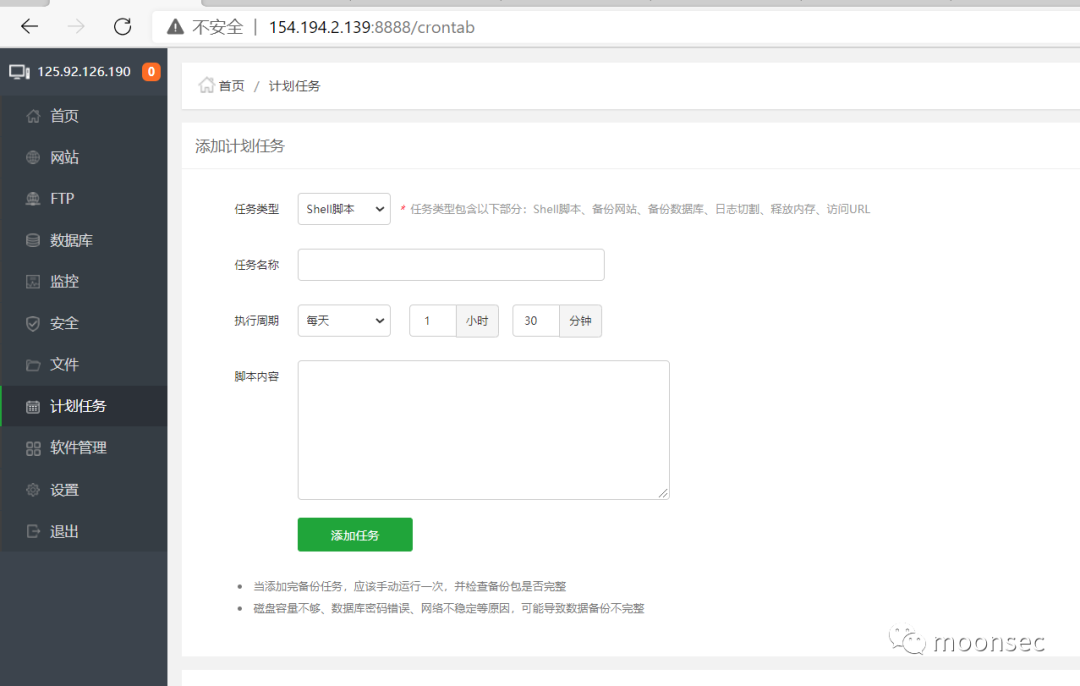 不安全 | 154.194.2.139:8888/crontab
125.92.126.190 0
首页
网站
FTP
数据库
监控
安全
文件
计划任务
软件管理
设置
退出
首页 / 计划任务
添加计划任务
任务类型 Shell脚本 * 任务类型包含以下部分：Shell脚本、备份网站、备份数据库、日志切割、释放内存、访问URL
任务名称
执行周期 每天 1 小时 30 分钟
脚本内容
添加任务
• 当添加完备份任务，应该手动运行一次，并检查备份包是否完整
• 磁盘容量不够、数据库密码错误、网络不稳定等原因，可能导致数据备份不完整
moonsec